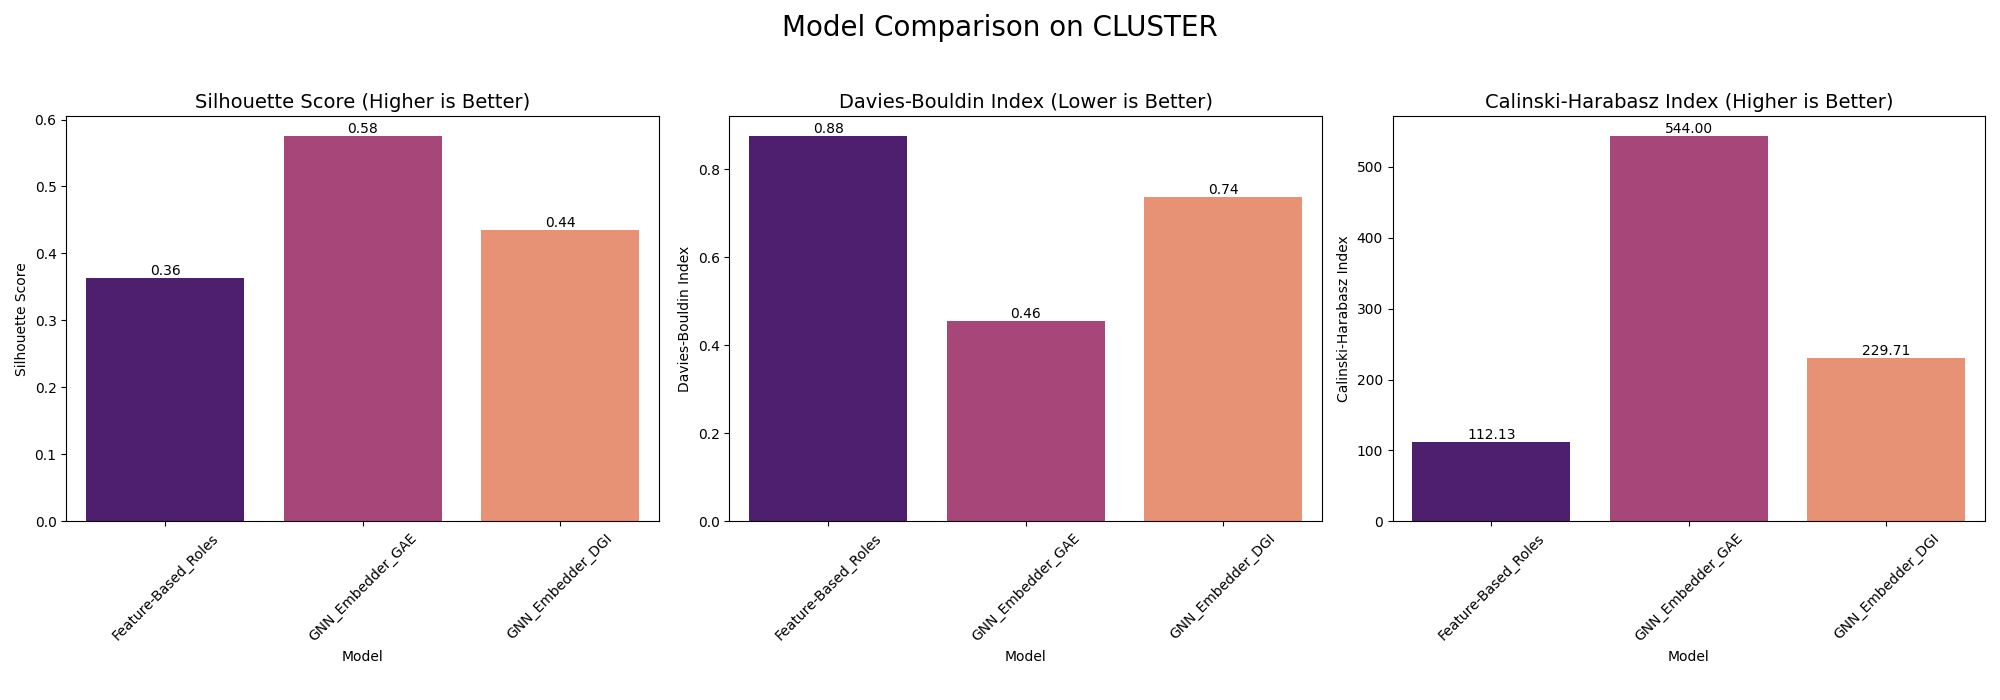 Model Comparison on CLUSTER
Silhouette Score (Higher is Better)
Silhouette Score
0.6
0.5
0.4
0.3
0.2
0.1
0.0
0.36
0.58
0.44
Feature-Based_Roles
GNN_Embedder_GAE
GNN_Embedder_DGI
Model
Davies-Bouldin Index (Lower is Better)
Davies-Bouldin Index
0.8
0.6
0.4
0.2
0.0
0.88
0.46
0.74
Feature-Based_Roles
GNN_Embedder_GAE
GNN_Embedder_DGI
Model
Calinski-Harabasz Index (Higher is Better)
Calinski-Harabasz Index
500
400
300
200
100
0
112.13
544.00
229.71
Feature-Based_Roles
GNN_Embedder_GAE
GNN_Embedder_DGI
Model